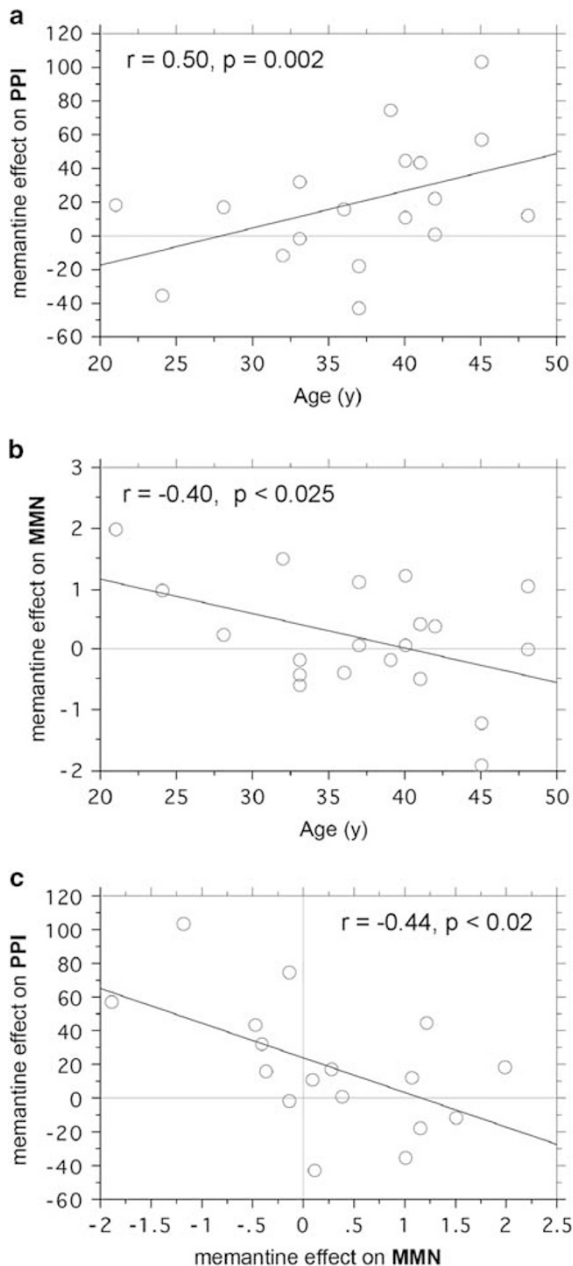 a
120
100
80
60
40
20
0
-20
-40
-60
memantine effect on PPI
r = 0.50, p = 0.002
20 25 30 35 40 45 50
Age (y)
b
3
2
1
0
-1
-2
memantine effect on MMN
r = -0.40, p < 0.025
20 25 30 35 40 45 50
Age (y)
c
120
100
80
60
40
20
0
-20
-40
-60
memantine effect on PPI
r = -0.44, p < 0.02
-2 -1.5 -1 -.5 0 .5 1 1.5 2 2.5
memantine effect on MMN